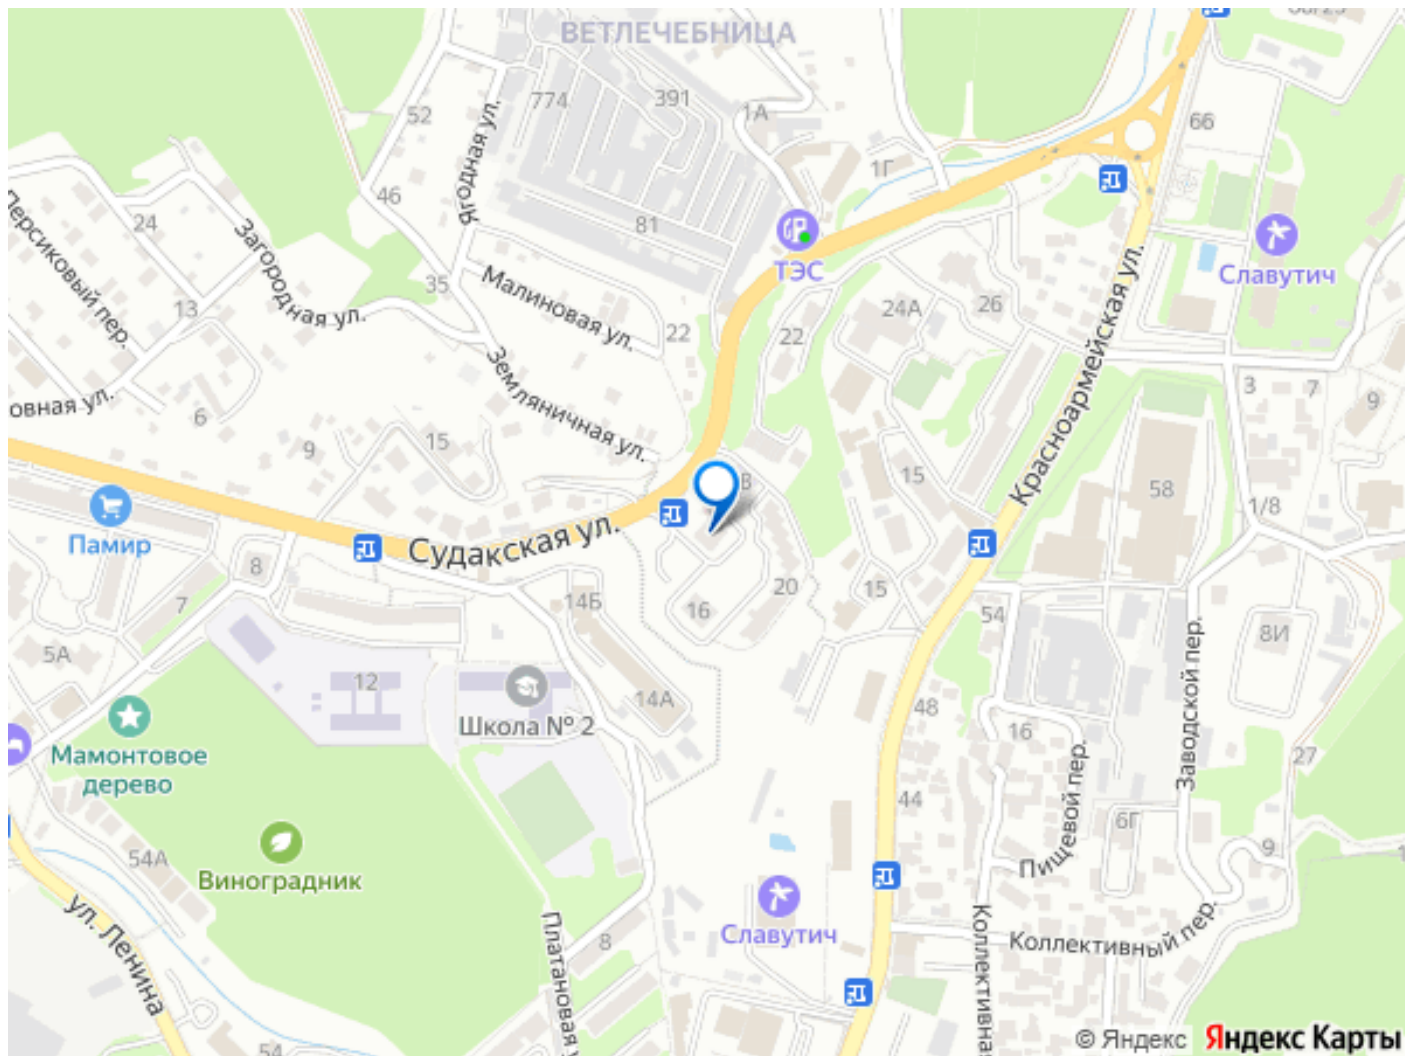 ВЕТЛЕЧЕБНИЦА
774
391
1А
52
Ягодная ул.
66
1Г
46
81
24
Персиковый пер.
Загородная ул.
ТЭС
Славутич
35
Малиновая ул.
13
22
22
24А
26
Красноармейская ул.
Земляничная ул.
3
7
9
овная ул.
6
15
9
15
58
В
1/8
Памир
Судакская ул.
8
7
14Б
16
20
15
54
Заводской пер.
8И
5А
12
Школа № 2
14А
48
16
27
Мамонтовое
дерево
Пищевой пер.
44
6Г
9
54А
Виноградник
ул. Ленина
Славутич
Платановая у
8
Коллективный пер.
Коллективная
54
© Яндекс Яндекс Карты